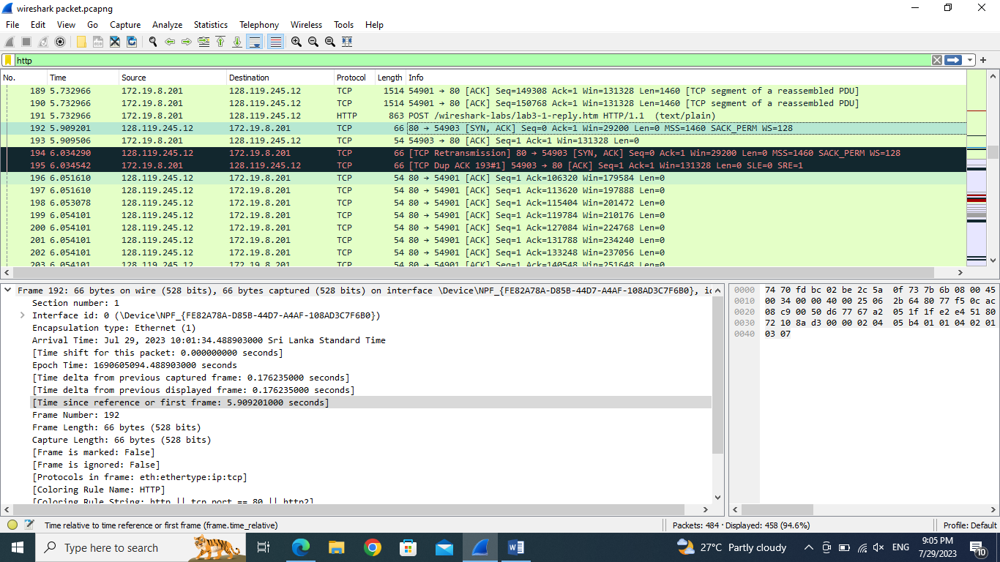 wireshark packet.pcapng
File Edit View Go Capture Analyze Statistics Telephony Wireless Tools Help
http
No. Time Source Destination Protocol Length Info
189 5.732966 172.19.8.201 128.119.245.12 TCP 1514 54901 → 80 [ACK] Seq=149308 Ack=1 Win=131328 Len=1460 [TCP segment of a reassembled PDU]
190 5.732966 172.19.8.201 128.119.245.12 TCP 1514 54901 → 80 [ACK] Seq=150768 Ack=1 Win=131328 Len=1460 [TCP segment of a reassembled PDU]
191 5.732966 172.19.8.201 128.119.245.12 HTTP 863 POST /wireshark-labs/lab3-1-reply.htm HTTP/1.1 (text/plain)
192 5.909201 128.119.245.12 172.19.8.201 TCP 66 80 → 54903 [SYN, ACK] Seq=0 Ack=1 Win=29200 Len=0 MSS=1460 SACK_PERM WS=128
193 5.909506 172.19.8.201 128.119.245.12 TCP 54 54903 → 80 [ACK] Seq=1 Ack=1 Win=131328 Len=0
194 6.034290 128.119.245.12 172.19.8.201 TCP 66 [TCP Retransmission] 80 → 54903 [SYN, ACK] Seq=0 Ack=1 Win=29200 Len=0 MSS=1460 SACK_PERM WS=128
195 6.034542 172.19.8.201 128.119.245.12 TCP 66 [TCP Dup ACK 193#1] 54903 → 80 [ACK] Seq=1 Ack=1 Win=131328 Len=0 SLE=0 SRE=1
196 6.051610 128.119.245.12 172.19.8.201 TCP 54 80 → 54901 [ACK] Seq=1 Ack=106320 Win=179584 Len=0
197 6.051610 128.119.245.12 172.19.8.201 TCP 54 80 → 54901 [ACK] Seq=1 Ack=113620 Win=197888 Len=0
198 6.053078 128.119.245.12 172.19.8.201 TCP 54 80 → 54901 [ACK] Seq=1 Ack=115404 Win=201472 Len=0
199 6.054101 128.119.245.12 172.19.8.201 TCP 54 80 → 54901 [ACK] Seq=1 Ack=119784 Win=210176 Len=0
200 6.054101 128.119.245.12 172.19.8.201 TCP 54 80 → 54901 [ACK] Seq=1 Ack=127084 Win=224768 Len=0
201 6.054101 128.119.245.12 172.19.8.201 TCP 54 80 → 54901 [ACK] Seq=1 Ack=131788 Win=234240 Len=0
202 6.054101 128.119.245.12 172.19.8.201 TCP 54 80 → 54901 [ACK] Seq=1 Ack=133248 Win=237056 Len=0
203 6.054101 128.119.245.12 172.19.8.201 TCP 54 80 → 54901 [ACK] Seq=1 Ack=140548 Win=251648 Len=0
Frame 192: 66 bytes on wire (528 bits), 66 bytes captured (528 bits) on interface \Device\NPF_{FE82A78A-D85B-44D7-A4AF-108AD3C7F6B0}, id
Section number: 1
Interface id: 0 (\Device\NPF_{FE82A78A-D85B-44D7-A4AF-108AD3C7F6B0})
Encapsulation type: Ethernet (1)
Arrival Time: Jul 29, 2023 10:01:34.488903000 Sri Lanka Standard Time
[Time shift for this packet: 0.000000000 seconds]
Epoch Time: 1690605094.488903000 seconds
[Time delta from previous captured frame: 0.176235000 seconds]
[Time delta from previous displayed frame: 0.176235000 seconds]
[Time since reference or first frame: 5.909201000 seconds]
Frame Number: 192
Frame Length: 66 bytes (528 bits)
Capture Length: 66 bytes (528 bits)
[Frame is marked: False]
[Frame is ignored: False]
[Protocols in frame: eth:ethertype:ip:tcp]
[Coloring Rule Name: HTTP]
[Coloring Rule String: http || tcp.port == 80 || http2]
0000 74 70 fd bc 02 be 2c 5a 0f 73 7b 6b 08 00 45
0010 00 34 00 00 40 00 25 06 2b 64 80 77 f5 0c ac
0020 08 c9 00 50 d6 77 67 a2 05 1f 1f e2 e4 51 80
0030 72 10 8a d3 00 00 02 04 05 b4 01 01 04 02 01
0040 03 07
Time relative to time reference or first frame (frame.time_relative)
Packets: 484 · Displayed: 458 (94.6%)
Profile: Default
Type here to search
27°C Partly cloudy
ENG
9:05 PM
7/29/2023
10